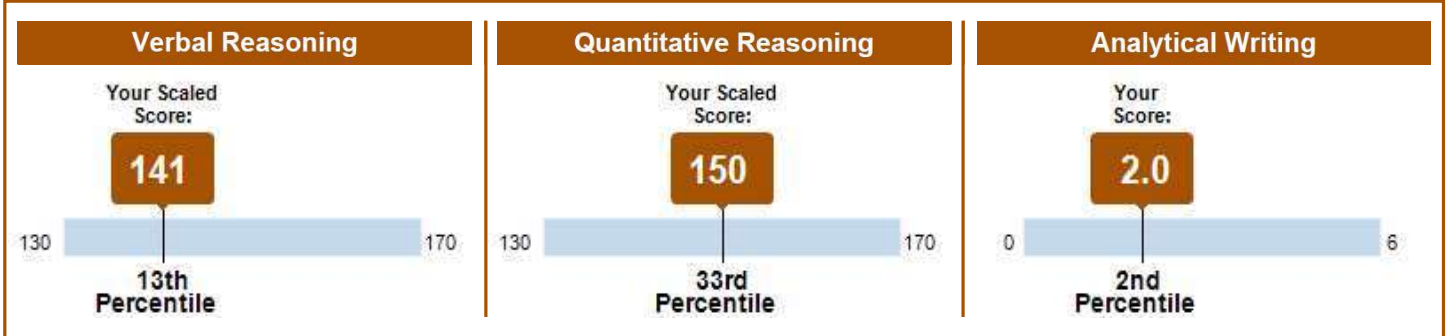 Verbal Reasoning
Your Scaled
Score:
141
130
170
13th
Percentile
Quantitative Reasoning
Your Scaled
Score:
150
130
170
33rd
Percentile
Analytical Writing
Your
Score:
2.0
0
6
2nd
Percentile